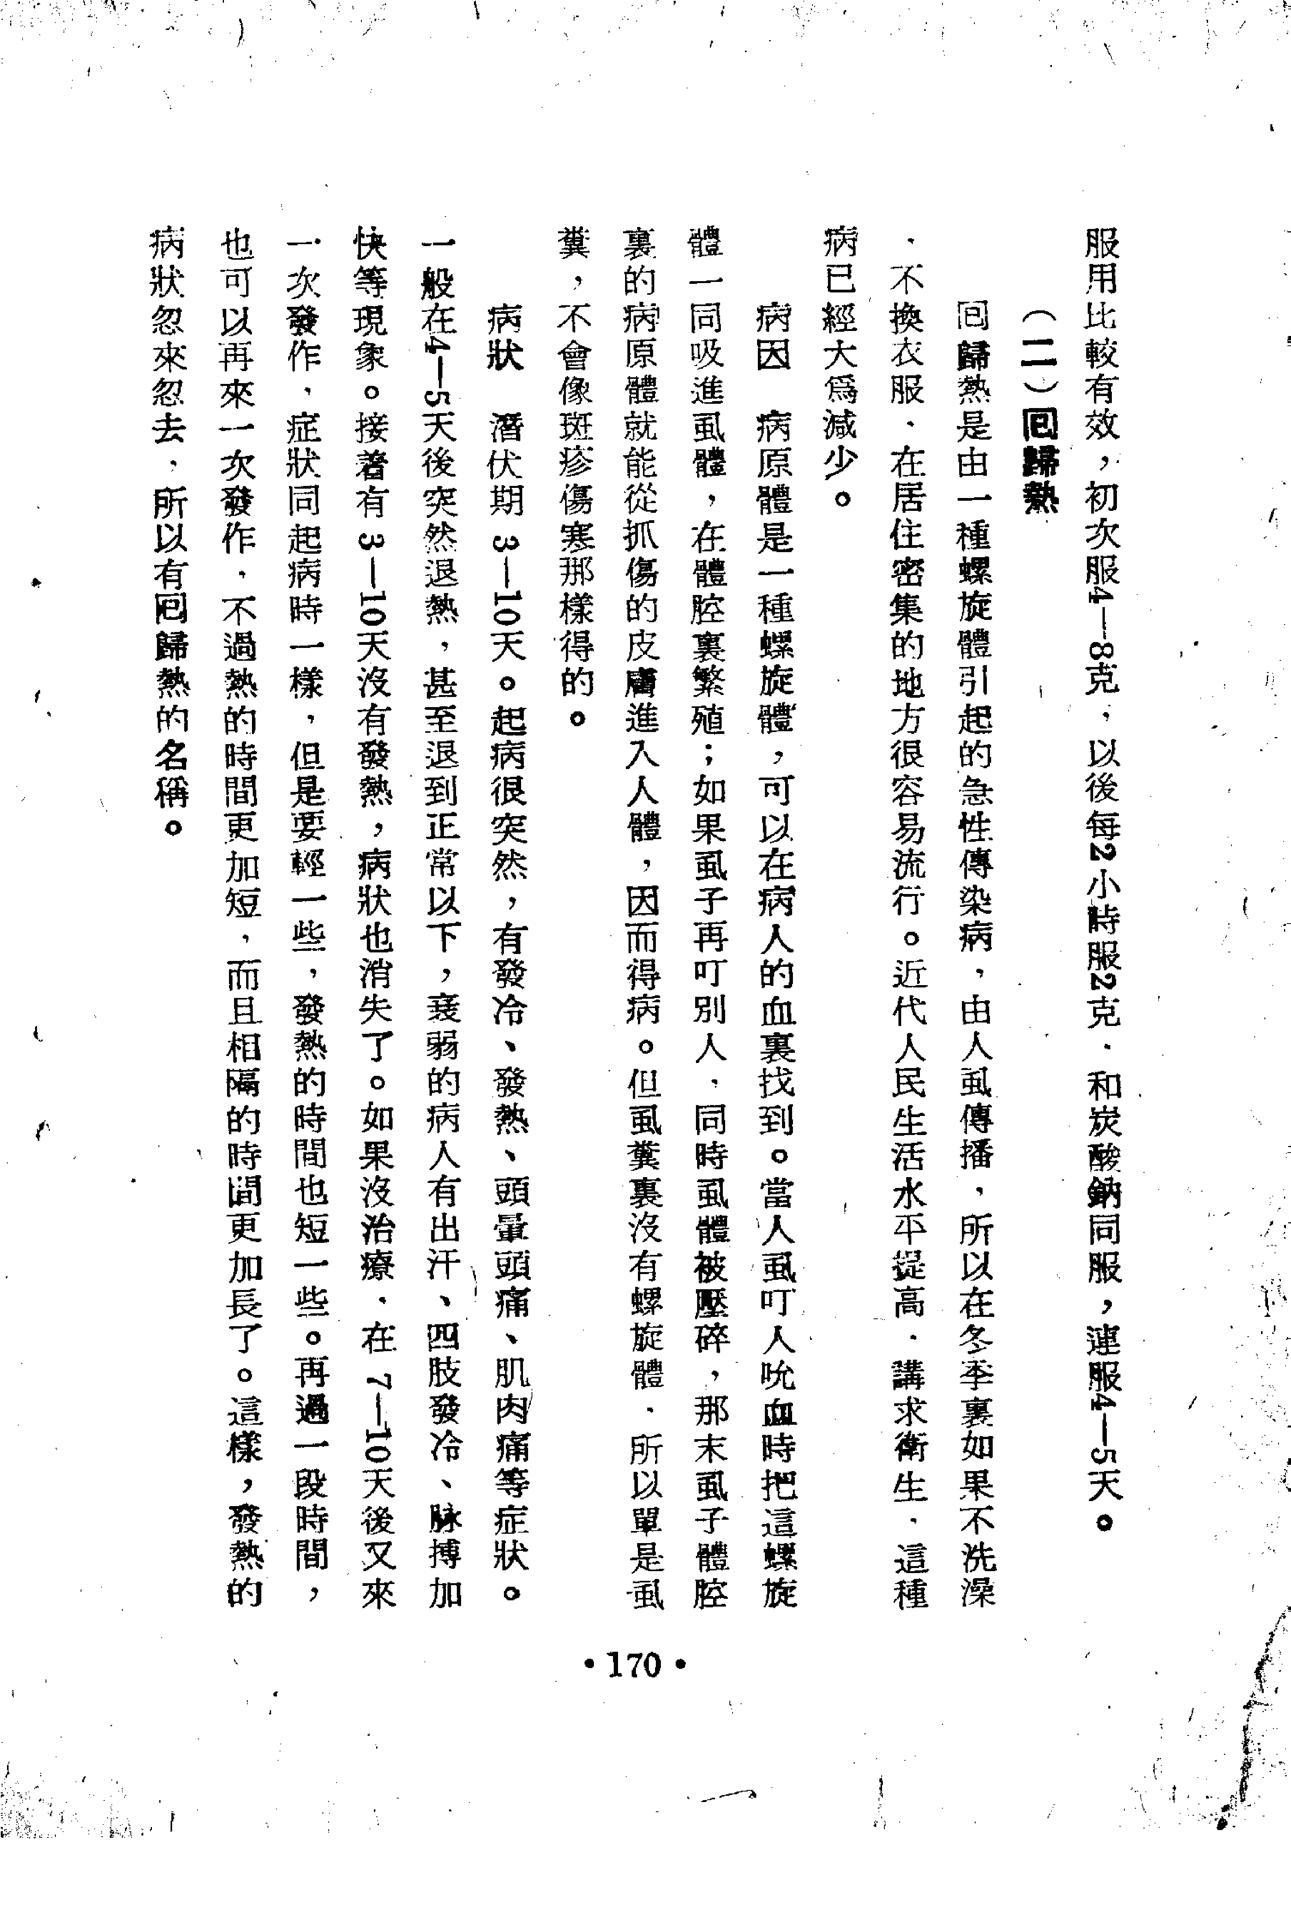 服用比較有效，初次服4—8克，以後每2小時服2克，和炭酸鈉同服，連服4—5天。
（二）回歸熱
回歸熱是由一種螺旋體引起的急性傳染病，由人虱傳播，所以在冬季裏如果不洗澡
、不換衣服、在居住密集的地方很容易流行。近代人民生活水平提高，講求衛生，這種
病已經大爲減少。
病因　病原體是一種螺旋體，可以在病人的血裏找到。當人虱叮人吮血時把這螺旋
體一同吸進虱體，在體腔裏繁殖；如果虱子再叮別人，同時虱體被壓碎，那末虱子體腔
裏的病原體就能從抓傷的皮膚進入人體，因而得病。但虱糞裏沒有螺旋體，所以單是虱
糞，不會像斑疹傷寒那樣得的。
病狀　潛伏期 3—10天。起病很突然，有發冷、發熱、頭暈頭痛、肌肉痛等症狀。
一般在4—5天後突然退熱，甚至退到正常以下，衰弱的病人有出汗、四肢發冷、脉搏加
快等現象。接着有 3—10天沒有發熱，病狀也消失了。如果沒治療，在 7—10天後又來
一次發作，症狀同起病時一樣，但是要輕一些，發熱的時間也短一些。再過一段時間，
也可以再來一次發作，不過熱的時間更加短，而且相隔的時間更加長了。這樣，發熱的
病狀忽來忽去，所以有回歸熱的名稱。
•170•